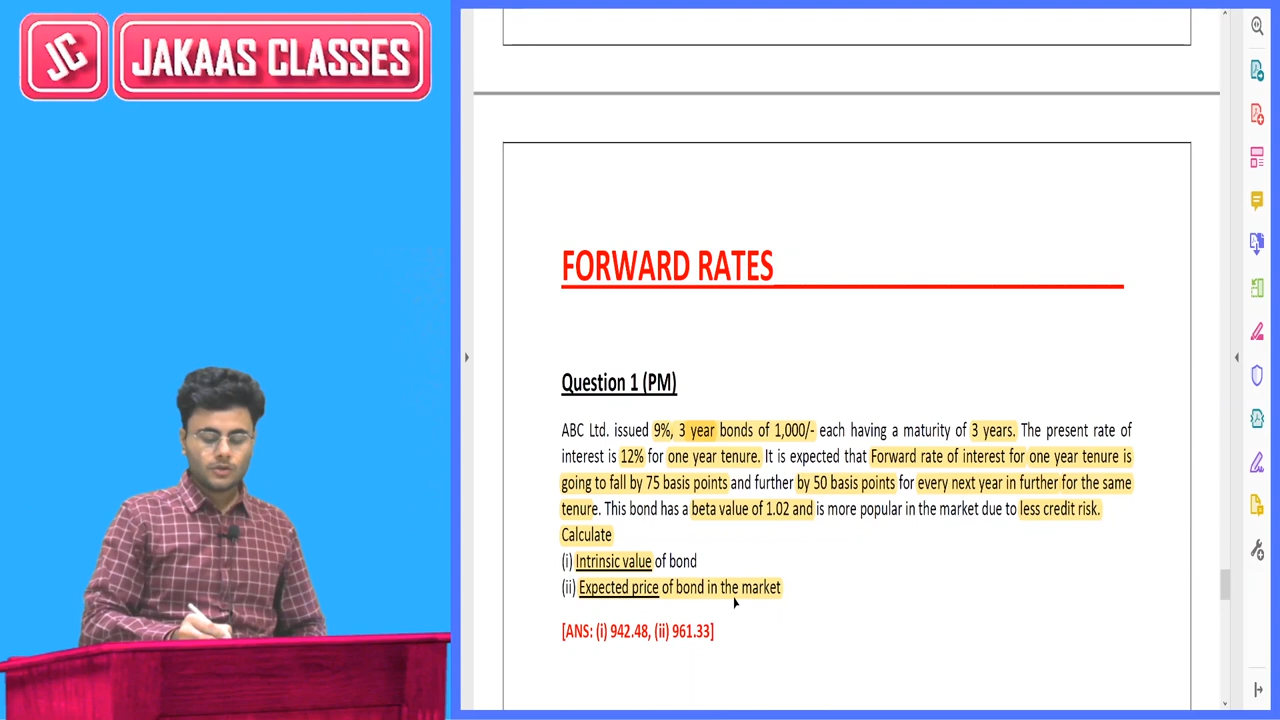 JC
JAKAAS CLASSES
FORWARD RATES
Question 1 (PM)
ABC Ltd. issued 9%, 3 year bonds of 1,000/- each having a maturity of 3 years. The present rate of
interest is 12% for one year tenure. It is expected that Forward rate of interest for one year tenure is
going to fall by 75 basis points and further by 50 basis points for every next year in further for the same
tenure. This bond has a beta value of 1.02 and is more popular in the market due to less credit risk.
Calculate
(i) Intrinsic value of bond
(ii) Expected price of bond in the market
[ANS: (i) 942.48, (ii) 961.33]